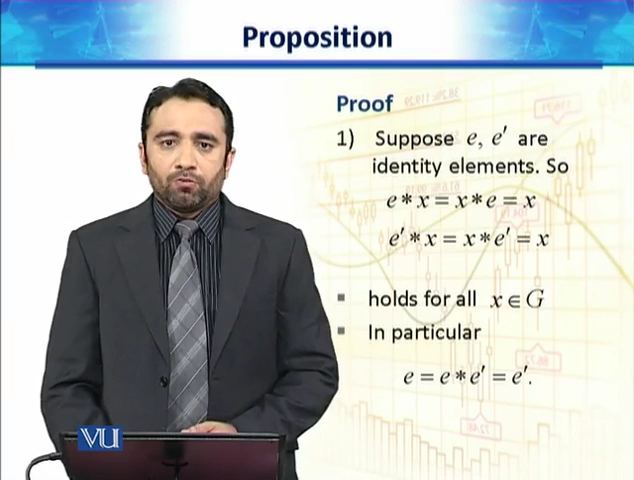 Proposition
Proof
1) Suppose e, e′ are
identity elements. So
e * x = x * e = x
e′ * x = x * e′ = x
▪ holds for all x ∈ G
▪ In particular
e = e * e′ = e′.
VU